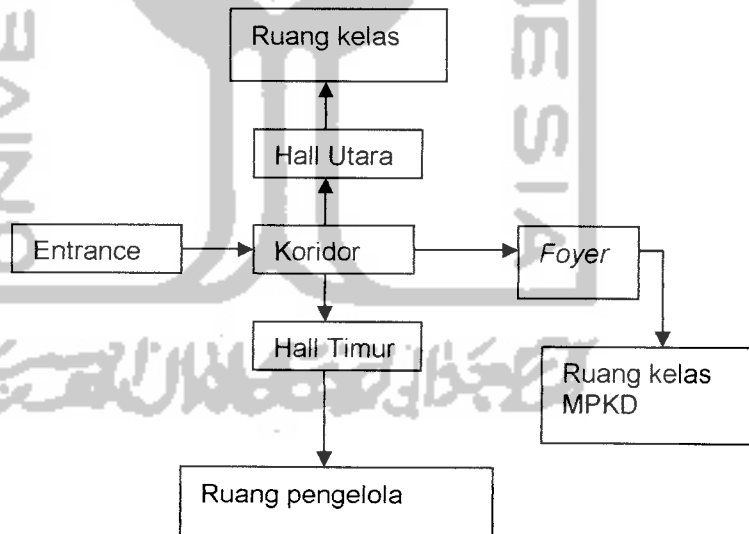 Ruang kelas
Hall Utara
Entrance
Koridor
Foyer
Hall Timur
Ruang kelas
MPKD
Ruang pengelola